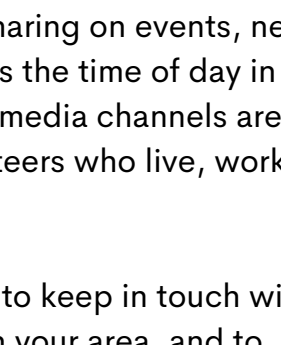 haring on events, ne
s the time of day in
media channels are
teers who live, work
to keep in touch wi
n your area, and to